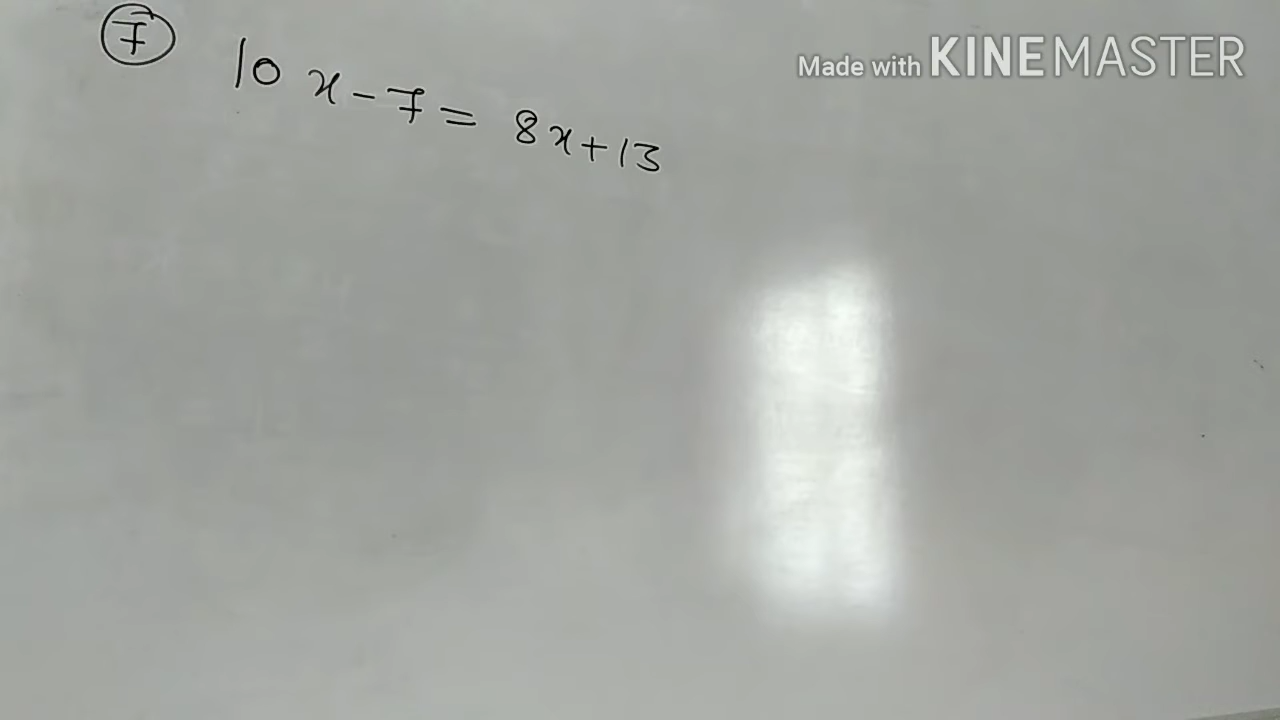 ⑦ 10x - 7 = 8x + 13
Made with KINEMASTER